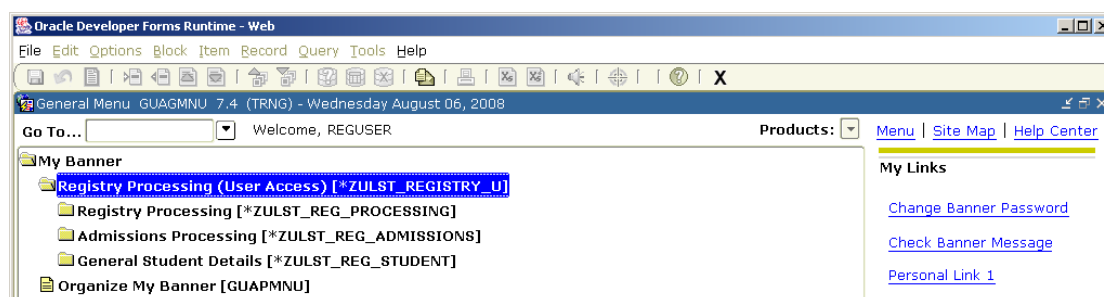 Oracle Developer Forms Runtime - Web
File Edit Options Block Item Record Query Tools Help
X
General Menu GUAGMNU 7.4 (TRNG) - Wednesday August 06, 2008
Go To... Welcome, REGUSER Products: Menu | Site Map | Help Center
My Banner
My Links
Registry Processing (User Access) [*ZULST_REGISTRY_U]
Registry Processing [*ZULST_REG_PROCESSING]
Change Banner Password
Admissions Processing [*ZULST_REG_ADMISSIONS]
Check Banner Message
General Student Details [*ZULST_REG_STUDENT]
Personal Link 1
Organize My Banner [GUAPMNU]